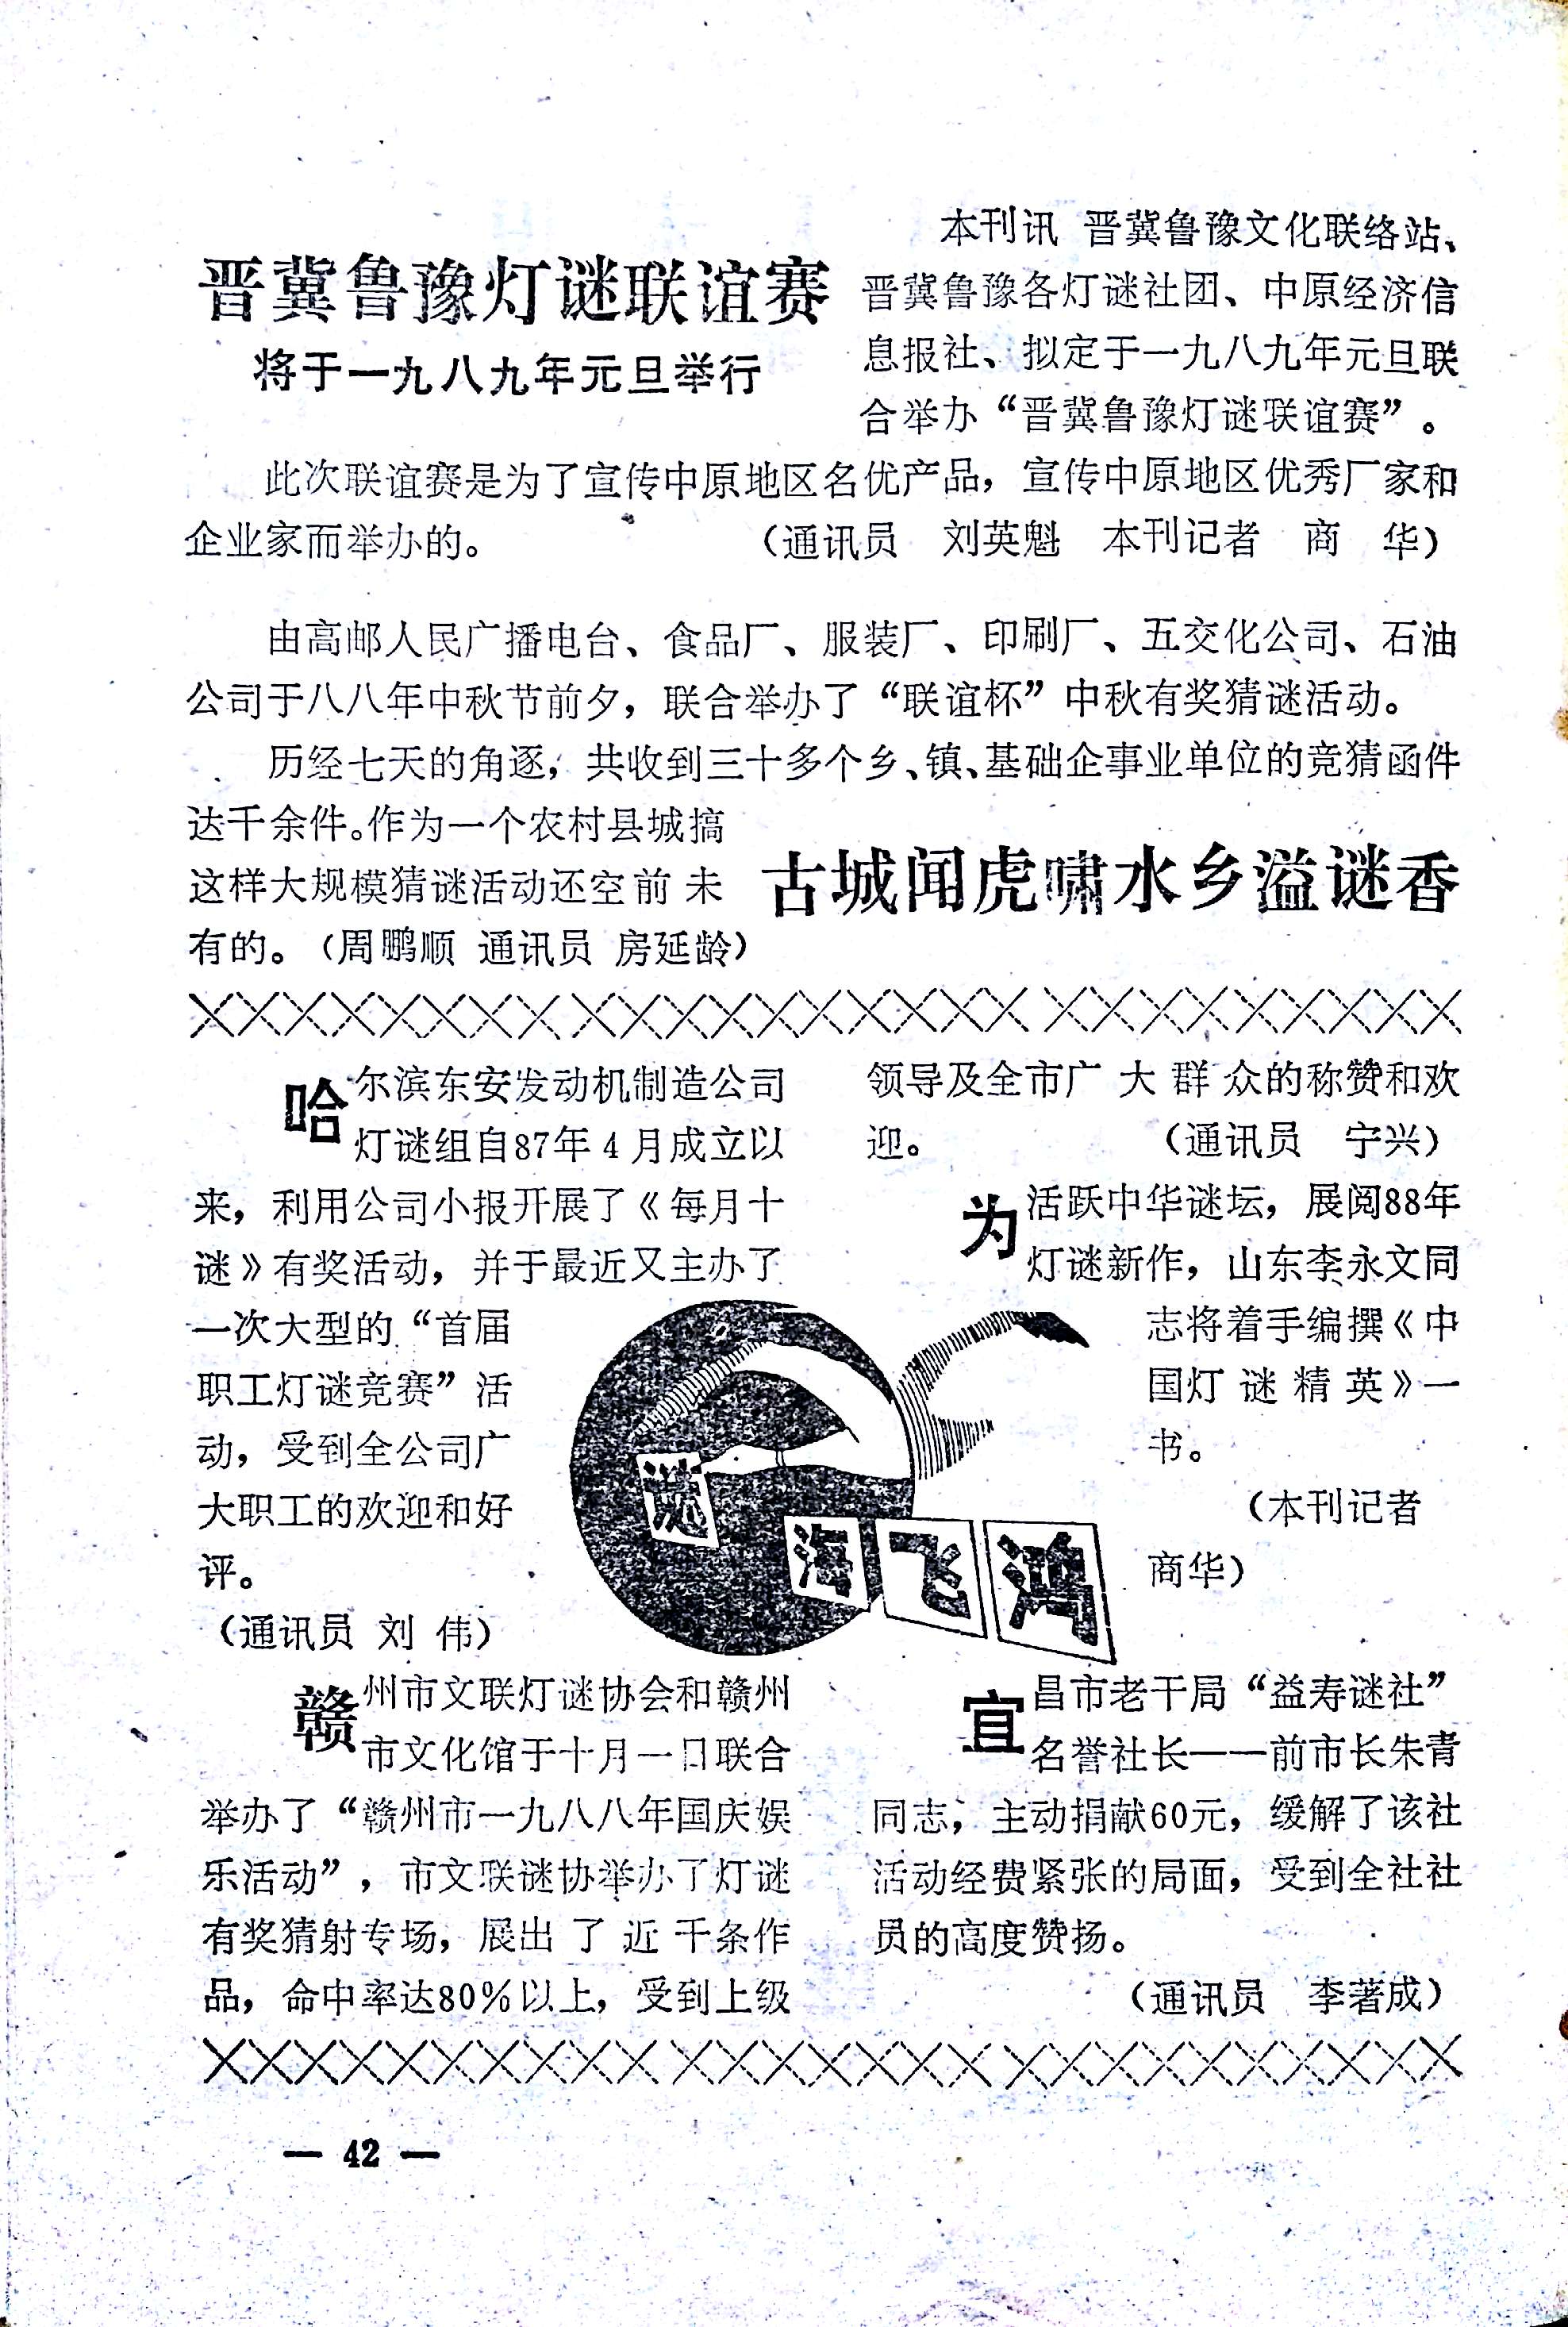 晋冀鲁豫灯谜联谊赛
将于一九八九年元旦举行
本刊讯 晋冀鲁豫文化联络站、
晋冀鲁豫各灯谜社团、中原经济信
息报社、拟定于一九八九年元旦联
合举办“晋冀鲁豫灯谜联谊赛”。
此次联谊赛是为了宣传中原地区名优产品，宣传中原地区优秀厂家和
企业家而举办的。 （通讯员 刘英魁 本刊记者 商 华）
由高邮人民广播电台、食品厂、服装厂、印刷厂、五交化公司、石油
公司于八八年中秋节前夕，联合举办了“联谊杯”中秋有奖猜谜活动。
历经七天的角逐，共收到三十多个乡、镇、基础企事业单位的竞猜函件
达千余件。作为一个农村县城搞
这样大规模猜谜活动还空前未
有的。（周鹏顺 通讯员 房延龄）
古城闻虎啸水乡溢谜香
哈尔滨东安发动机制造公司
灯谜组自87年4月成立以
来，利用公司小报开展了《每月十
谜》有奖活动，并于最近又主办了
一次大型的“首届
职工灯谜竞赛”活
动，受到全公司广
大职工的欢迎和好
评。
（通讯员 刘 伟）
赣州市文联灯谜协会和赣州
市文化馆于十月一日联合
举办了“赣州市一九八八年国庆娱
乐活动”，市文联谜协举办了灯谜
有奖猜射专场，展出了近千条作
品，命中率达80%以上，受到上级
领导及全市广大群众的称赞和欢
迎。 （通讯员 宁兴）
为活跃中华谜坛，展阅88年
灯谜新作，山东李永文同
志将着手编撰《中
国灯谜精英》一
书。
（本刊记者
商华）
谜海飞鸿
宜昌市老干局“益寿谜社”
名誉社长——前市长朱青
同志，主动捐献60元，缓解了该社
活动经费紧张的局面，受到全社社
员的高度赞扬。
（通讯员 李著成）
— 42 —